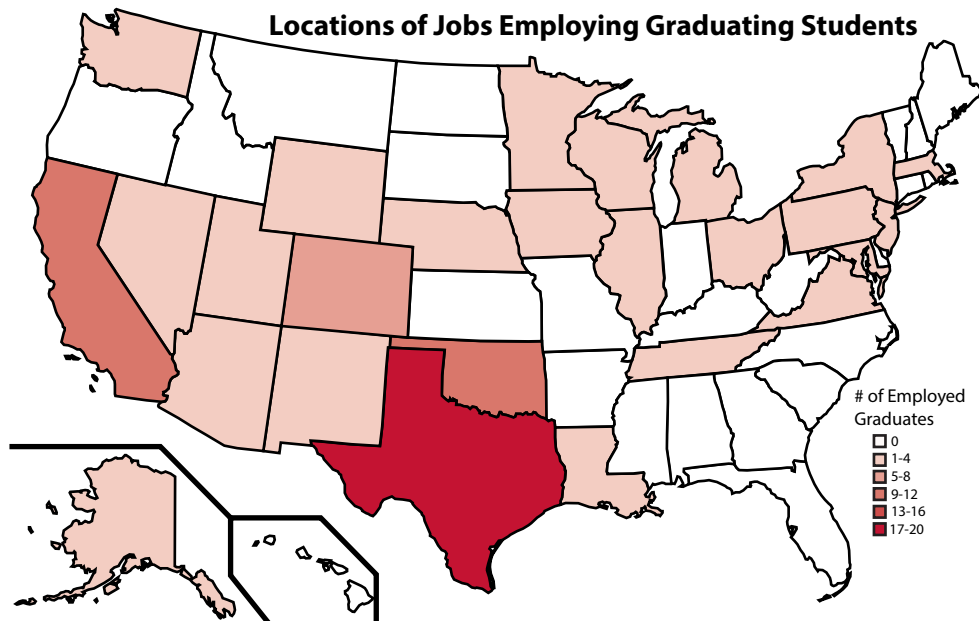 Locations of Jobs Employing Graduating Students
# of Employed
Graduates
0
1-4
5-8
9-12
13-16
17-20